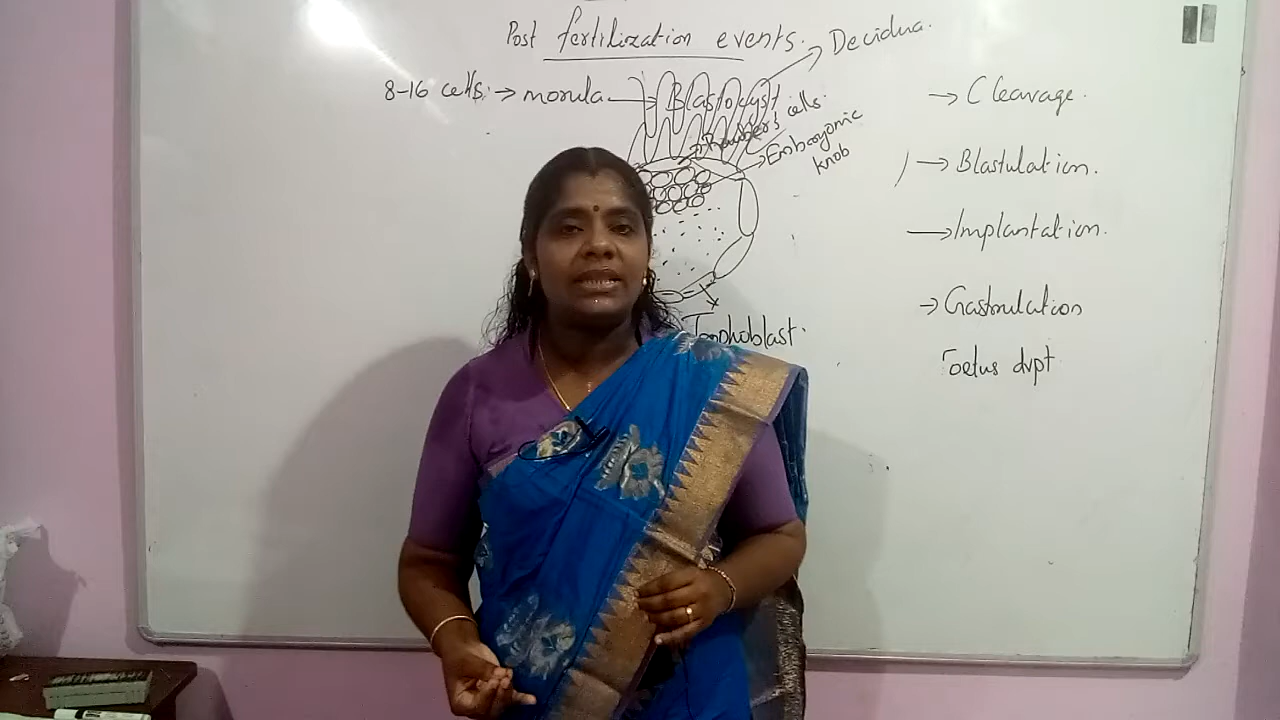 Post fertilization events.
Decidua.
8-16 cells. → morula → Blastocyst
Rauber's cells.
Embryonic
knob
Trophoblast.
→ Cleavage.
→ Blastulation.
→ Implantation.
→ Gastrulation
Foetus dvpt